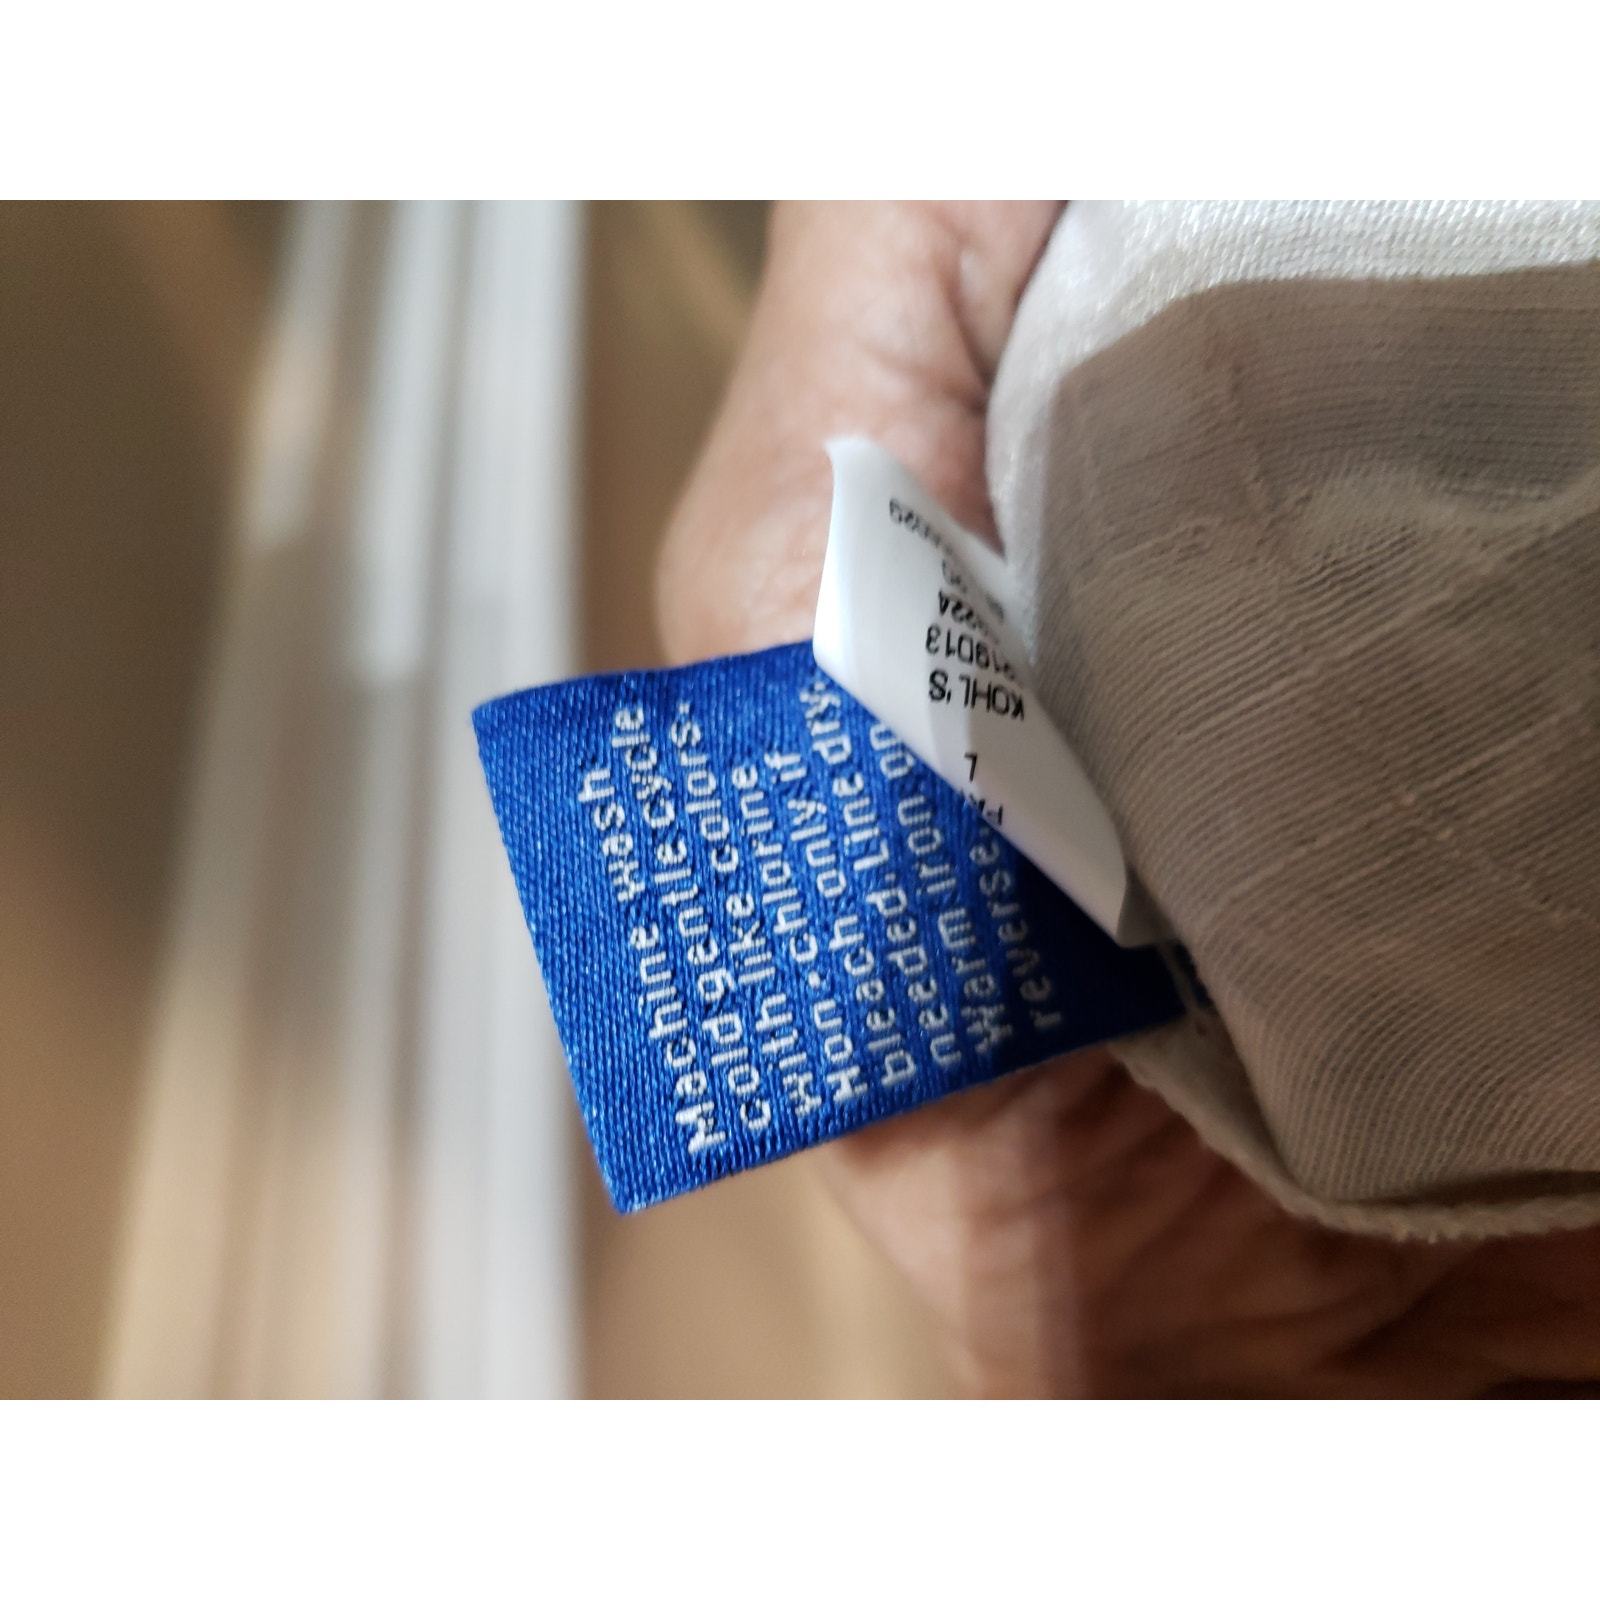 Machine wash
cold gentle cycle
with like colors.
Non-chlorine
bleach only if
needed. Line dry.
warm iron on
reverse
L
KOHL'S
219D13